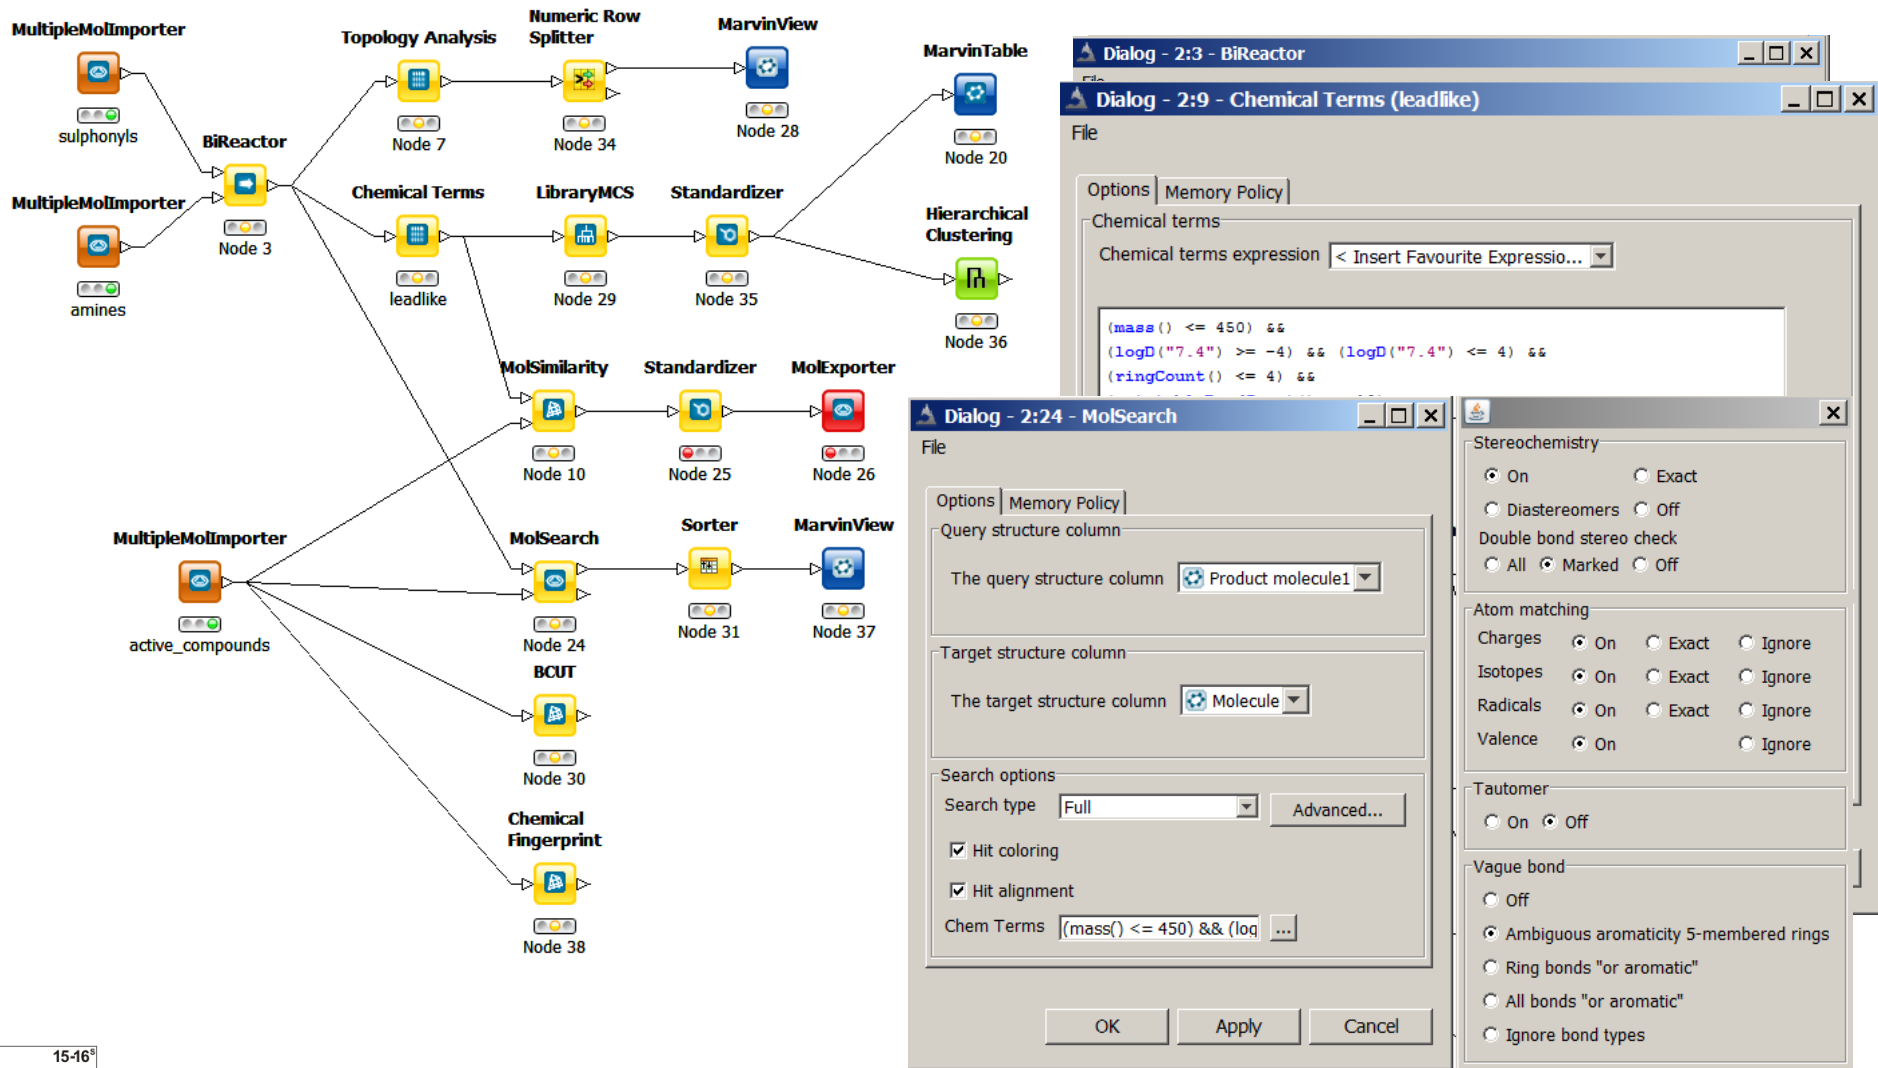 MultipleMolImporter
sulphonyls
MultipleMolImporter
amines
BiReactor
Node 3
Topology Analysis
Node 7
Numeric Row
Splitter
Node 34
MarvinView
Node 28
MarvinTable
Node 20
Chemical Terms
leadlike
LibraryMCS
Node 29
Standardizer
Node 35
Hierarchical
Clustering
Node 36
MolSimilarity
Node 10
Standardizer
Node 25
MolExporter
Node 26
MultipleMolImporter
active_compounds
MolSearch
Node 24
Sorter
Node 31
MarvinView
Node 37
BCUT
Node 30
Chemical
Fingerprint
Node 38
15-16s
Dialog - 2:3 - BiReactor
File
Dialog - 2:9 - Chemical Terms (leadlike)
File
Options Memory Policy
Chemical terms
Chemical terms expression < Insert Favourite Expressio...
(mass() <= 450) &&
(logD("7.4") >= -4) && (logD("7.4") <= 4) &&
(ringCount() <= 4) &&
Dialog - 2:24 - MolSearch
File
Options Memory Policy
Query structure column
The query structure column Product molecule1
Target structure column
The target structure column Molecule
Search options
Search type Full Advanced...
Hit coloring
Hit alignment
Chem Terms (mass() <= 450) && (log ...
OK Apply Cancel
Stereochemistry
On Exact
Diastereomers Off
Double bond stereo check
All Marked Off
Atom matching
Charges On Exact Ignore
Isotopes On Exact Ignore
Radicals On Exact Ignore
Valence On Ignore
Tautomer
On Off
Vague bond
Off
Ambiguous aromaticity 5-membered rings
Ring bonds "or aromatic"
All bonds "or aromatic"
Ignore bond types